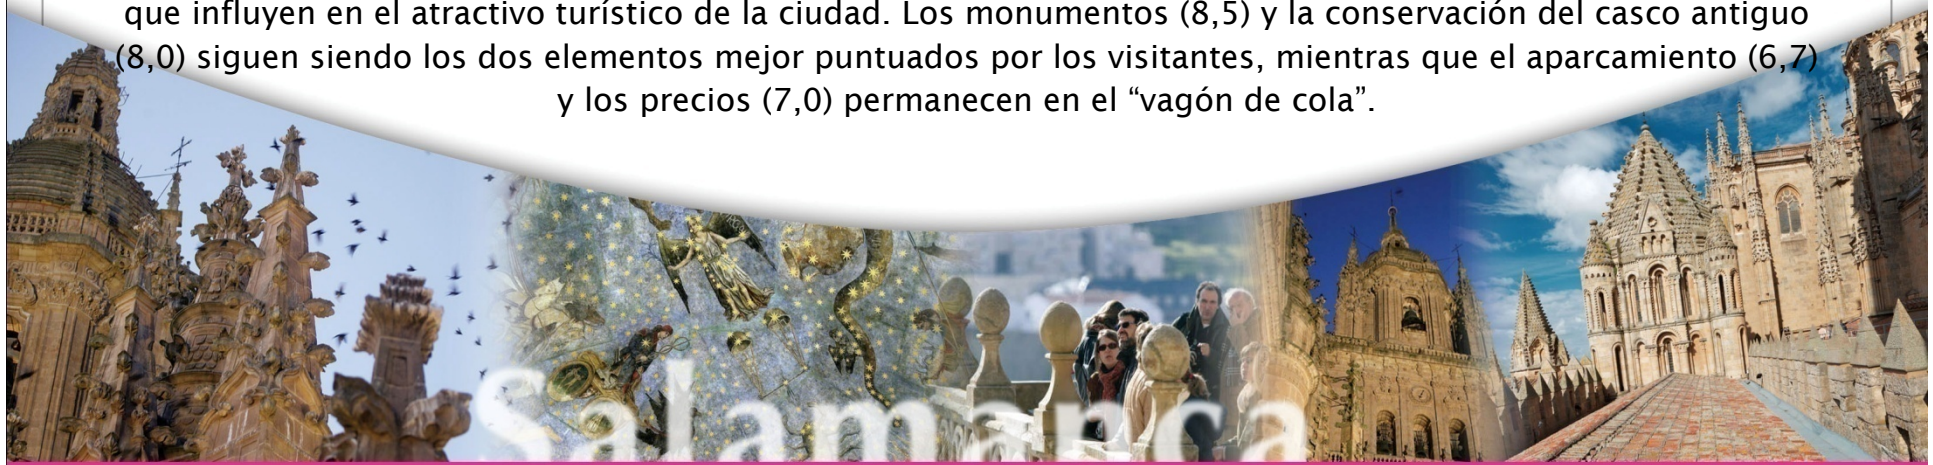 que influyen en el atractivo turístico de la ciudad. Los monumentos (8,5) y la conservación del casco antiguo
(8,0) siguen siendo los dos elementos mejor puntuados por los visitantes, mientras que el aparcamiento (6,7)
y los precios (7,0) permanecen en el “vagón de cola”.
Salamanca